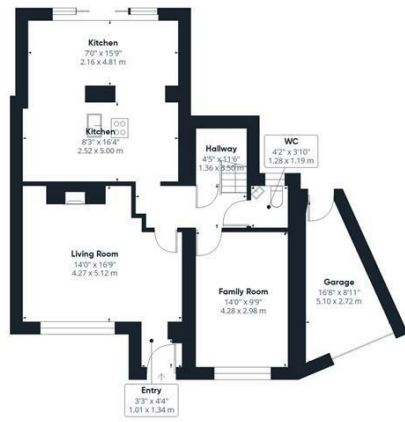 Kitchen
7'0" x 15'9"
2.16 x 4.81 m
Kitchen
8'3" x 16'4"
2.52 x 5.00 m
Hallway
4'5" x 11'6"
1.36 x 3.50 m
WC
4'2" x 3'10"
1.28 x 1.19 m
Living Room
14'0" x 16'9"
4.27 x 5.12 m
Family Room
14'0" x 9'9"
4.28 x 2.98 m
Garage
16'8" x 8'11"
5.10 x 2.72 m
Entry
3'3" x 4'4"
1.01 x 1.34 m